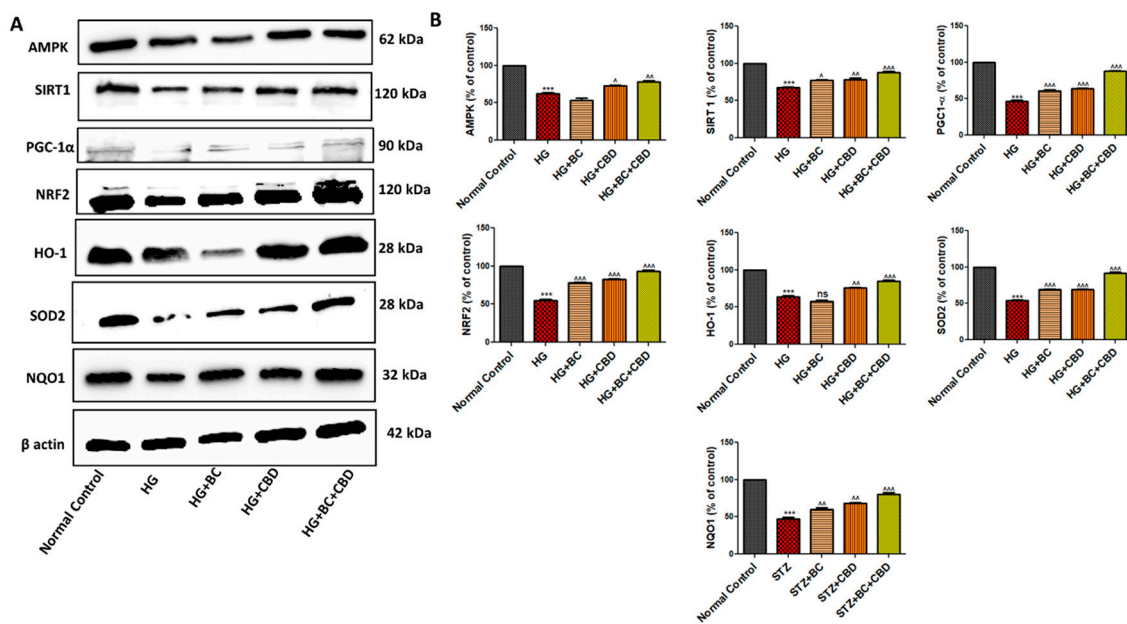 A
AMPK
62 kDa
SIRT1
120 kDa
PGC-1α
90 kDa
NRF2
120 kDa
HO-1
28 kDa
SOD2
28 kDa
NQO1
32 kDa
β actin
42 kDa
Normal Control
HG
HG+BC
HG+CBD
HG+BC+CBD
B
AMPK (% of control)
150
100
50
0
***
^
^^
Normal Control
HG
HG+BC
HG+CBD
HG+BC+CBD
SIRT 1 (% of control)
150
100
50
0
***
^
^^
^^^
Normal Control
HG
HG+BC
HG+CBD
HG+BC+CBD
PGC1-α (% of control)
150
100
50
0
***
^^^
^^^
^^^
Normal Control
HG
HG+BC
HG+CBD
HG+BC+CBD
NRF2 (% of control)
150
100
50
0
***
^^^
^^^
^^^
Normal Control
HG
HG+BC
HG+CBD
HG+BC+CBD
HO-1 (% of control)
150
100
50
0
***
ns
^^
^^^
Normal Control
HG
HG+BC
HG+CBD
HG+BC+CBD
SOD2 (% of control)
150
100
50
0
***
^^^
^^^
^^^
Normal Control
HG
HG+BC
HG+CBD
HG+BC+CBD
NQO1 (% of control)
150
100
50
0
***
^^
^^
^^^
Normal Control
STZ
STZ+BC
STZ+CBD
STZ+BC+CBD